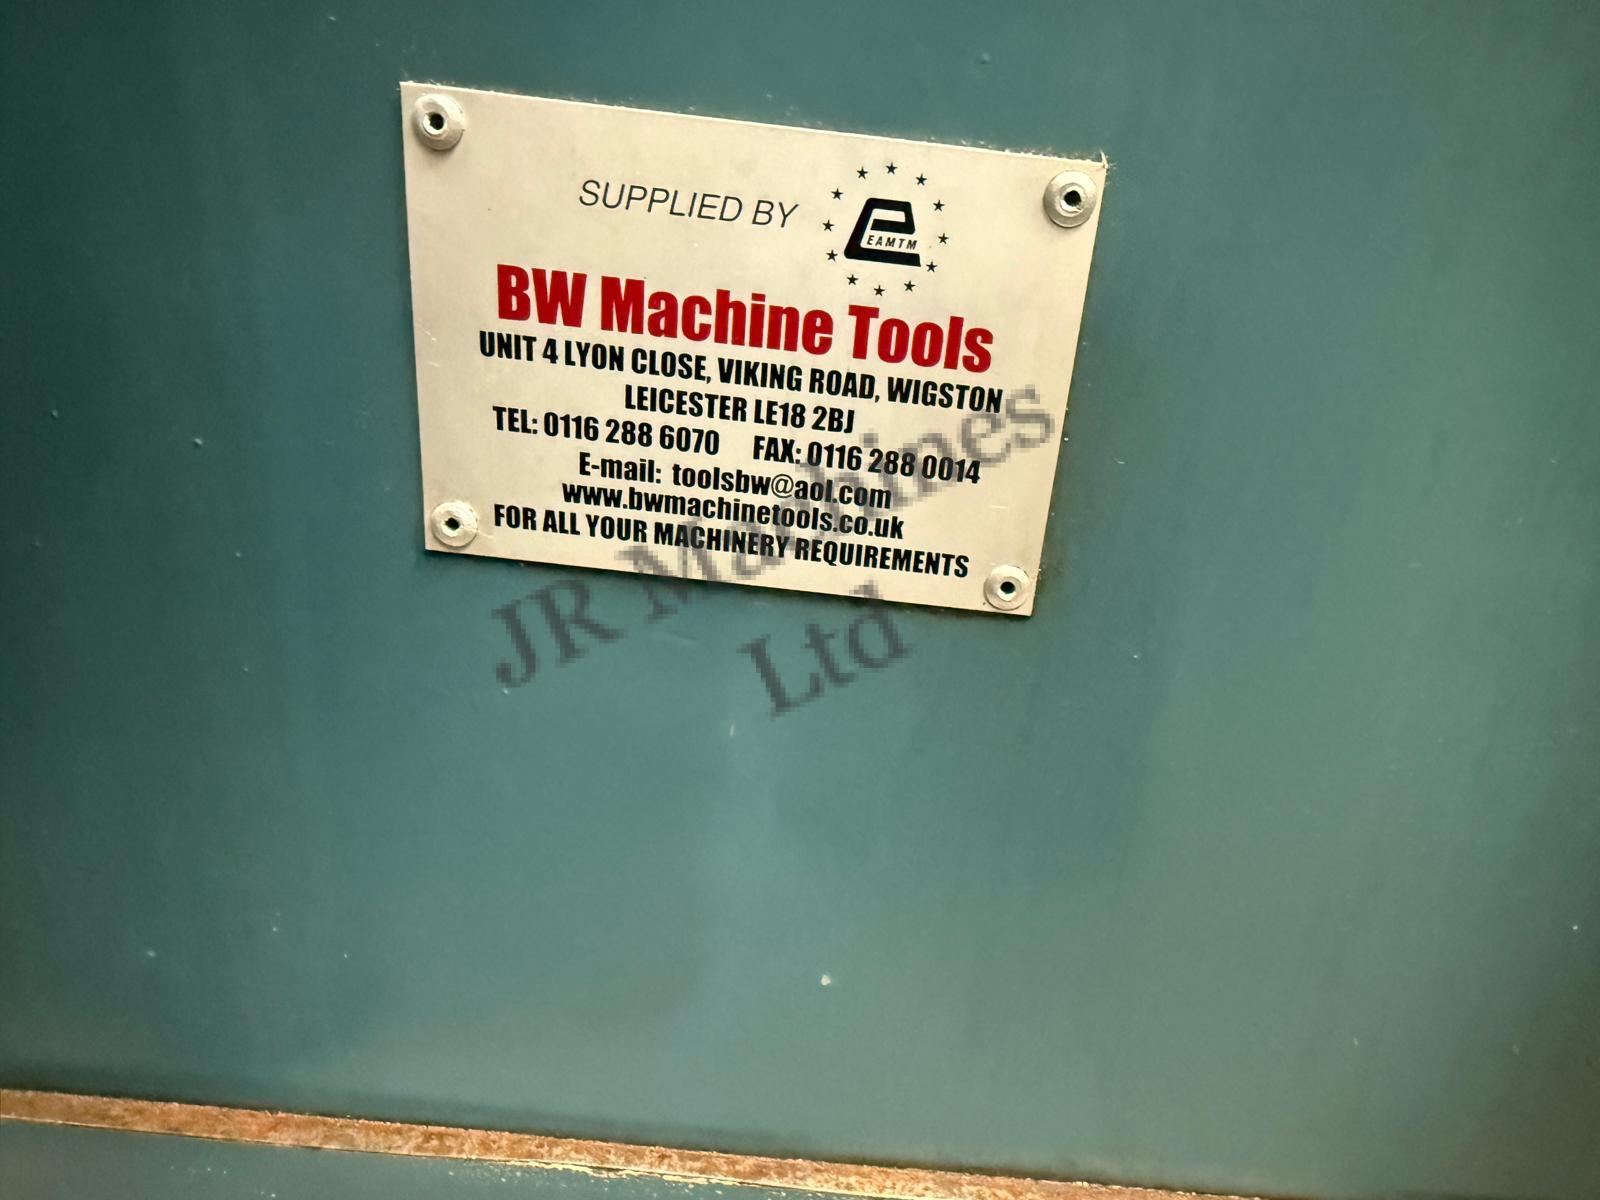 SUPPLIED BY
EAMTM
BW Machine Tools
UNIT 4 LYON CLOSE, VIKING ROAD, WIGSTON
LEICESTER LE18 2BJ
TEL: 0116 288 6070 FAX: 0116 288 0014
E-mail: toolsbw@aol.com
www.bwmachinetools.co.uk
FOR ALL YOUR MACHINERY REQUIREMENTS
JR Machines
Ltd